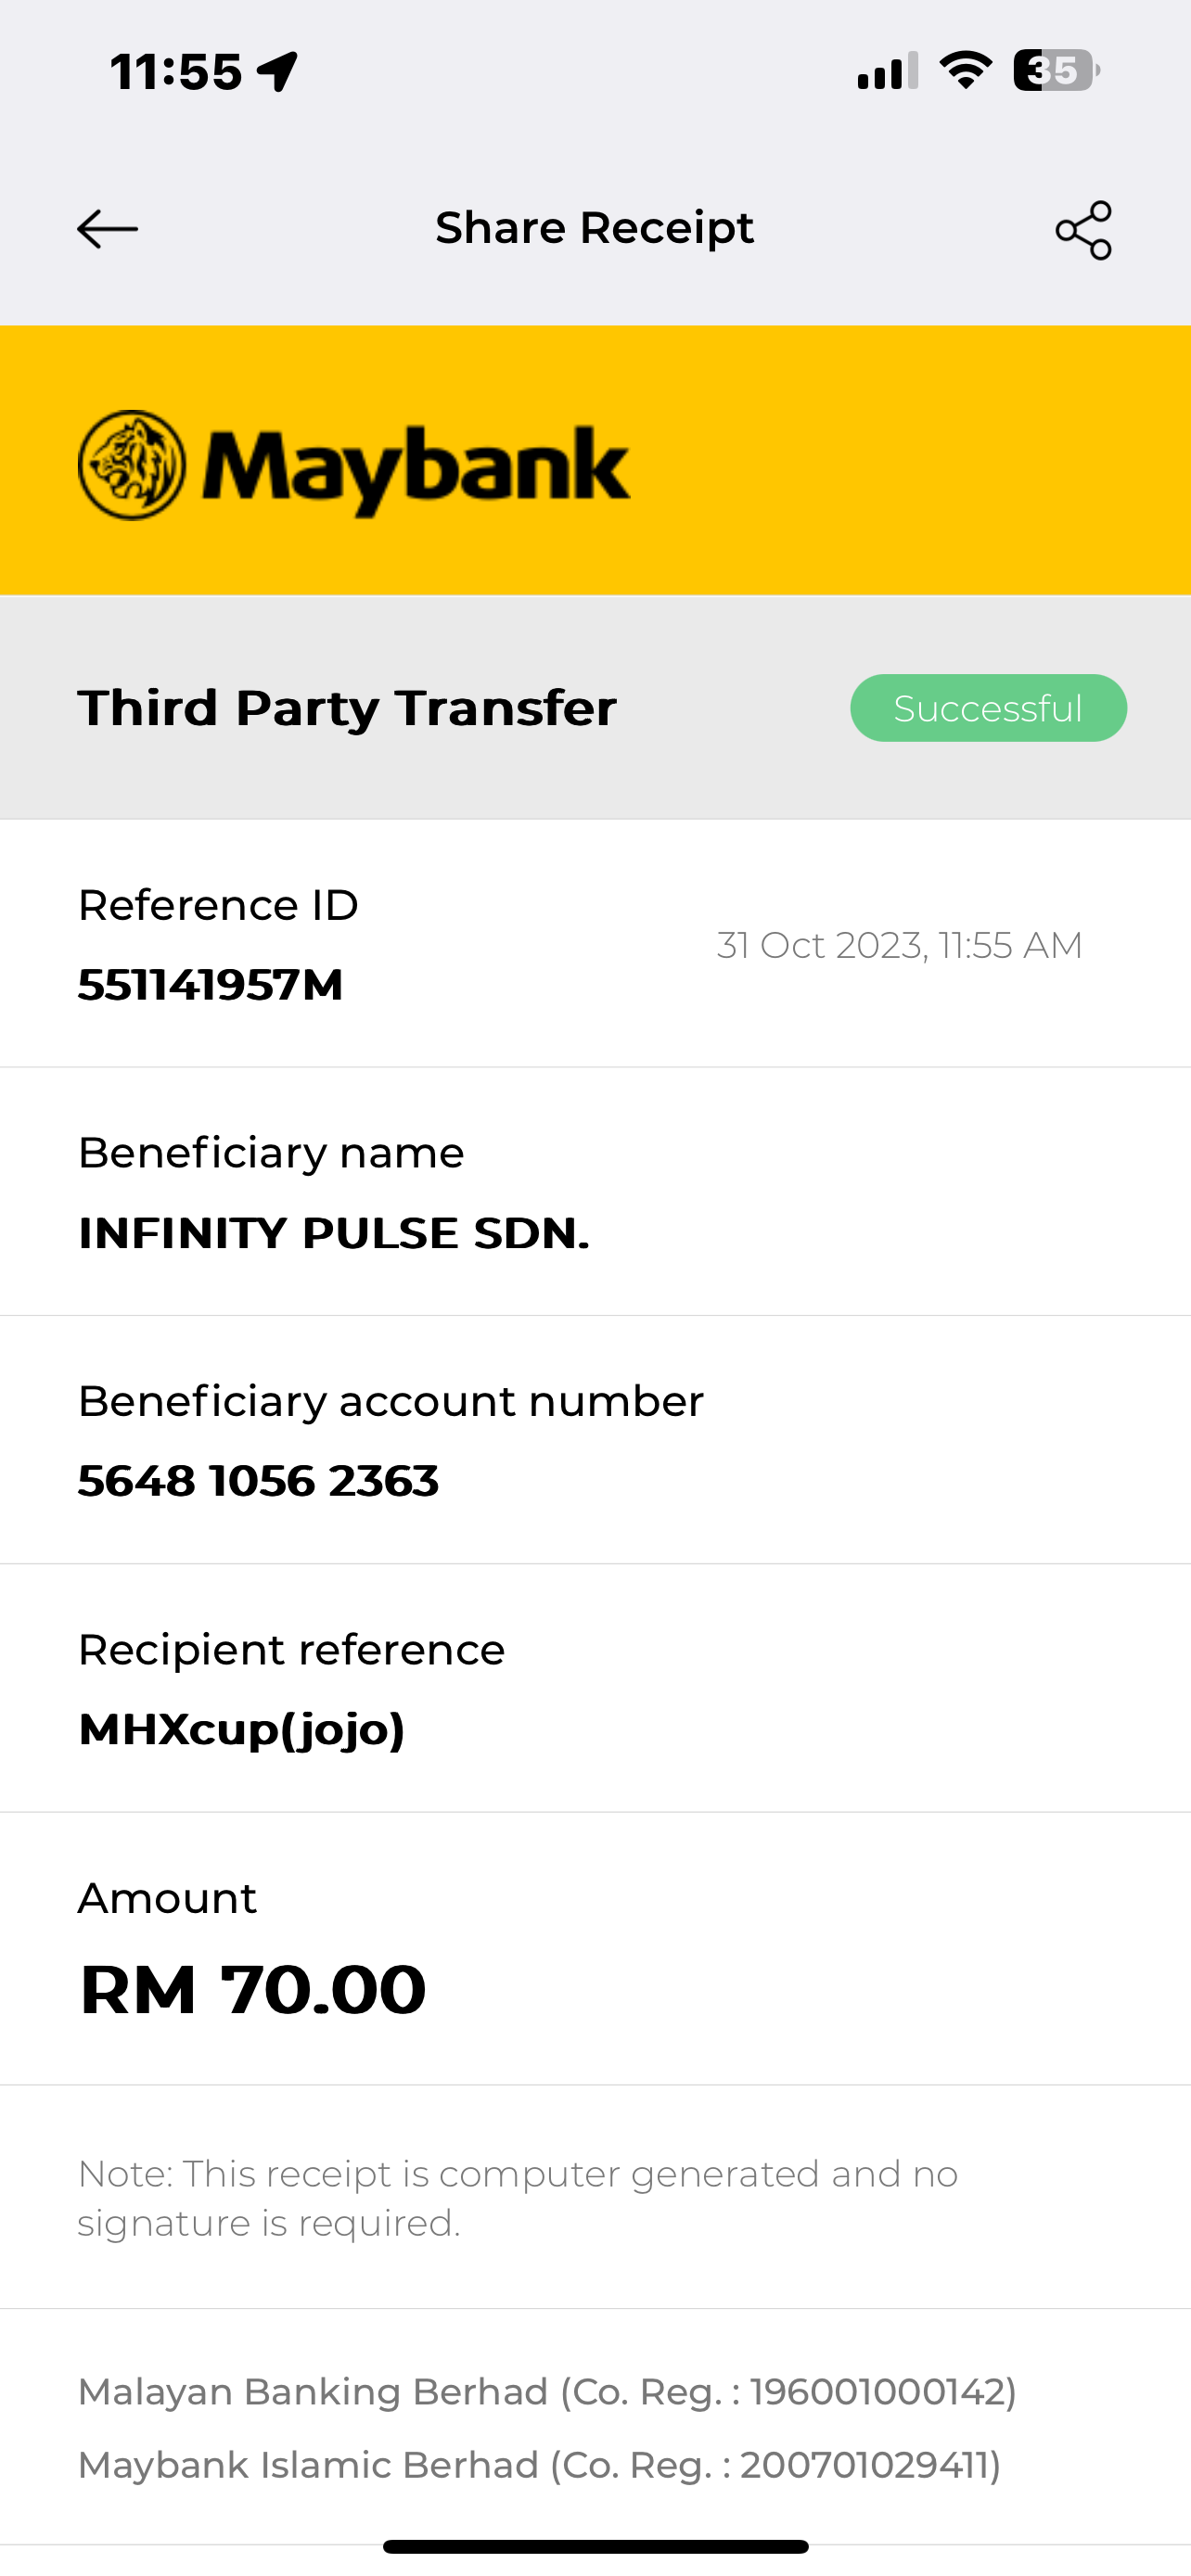 11:55
35
Share Receipt
Maybank
Third Party Transfer
Successful
Reference ID
551141957M
31 Oct 2023, 11:55 AM
Beneficiary name
INFINITY PULSE SDN.
Beneficiary account number
5648 1056 2363
Recipient reference
MHXcup(jojo)
Amount
RM 70.00
Note: This receipt is computer generated and no
signature is required.
Malayan Banking Berhad (Co. Reg. : 196001000142)
Maybank Islamic Berhad (Co. Reg. : 200701029411)